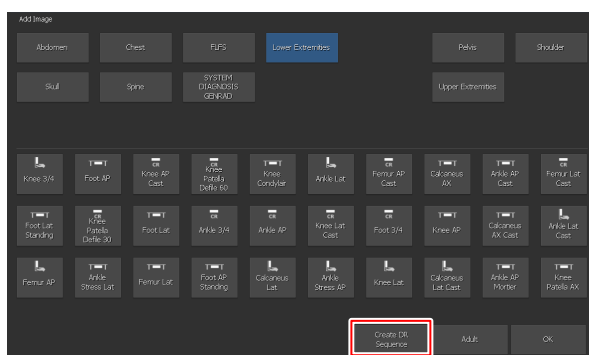 Add Image
Abdomen
Chest
FLFS
Lower Extremities
Pelvis
Shoulder
Skull
Spine
SYSTEM
DIAGNOSIS
GENRAD
Upper Extremties
Knee 3/4
Foot AP
CR
Knee AP
Cast
CR
Knee
Patella
Defile 60
Knee
Condylair
Ankle Lat
CR
Femur AP
Cast
Calcaneus
AX
Ankle AP
Cast
CR
Femur Lat
Cast
Foot Lat
Standing
CR
Knee
Patella
Defile 30
Foot Lat
CR
Ankle 3/4
CR
Ankle AP
CR
Knee Lat
Cast
CR
Foot 3/4
Knee AP
Calcaneus
AX Cast
Ankle Lat
Cast
Femur AP
Ankle
Stress Lat
Femur Lat
Foot AP
Standing
Calcaneus
Lat
Ankle
Stress AP
Knee Lat
Calcaneus
Lat Cast
Ankle AP
Mortier
Knee
Patella AX
Create DR
Sequence
Adult
OK